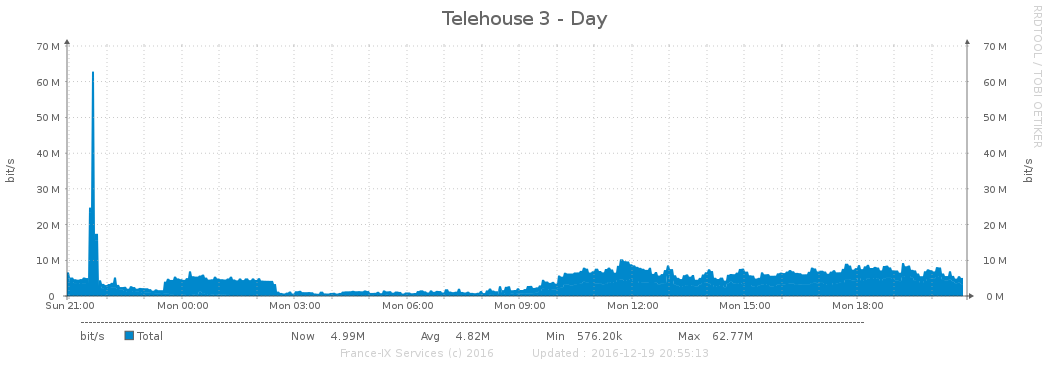 Telehouse 3 - Day
RRDTOOL / TOBI OETIKER
bit/s
bit/s
70 M 70 M
60 M 60 M
50 M 50 M
40 M 40 M
30 M 30 M
20 M 20 M
10 M 10 M
0 0 M
Sun 21:00 Mon 00:00 Mon 03:00 Mon 06:00 Mon 09:00 Mon 12:00 Mon 15:00 Mon 18:00
bit/s Total Now 4.99M Avg 4.82M Min 576.20k Max 62.77M
France-IX Services (c) 2016 Updated : 2016-12-19 20:55:13